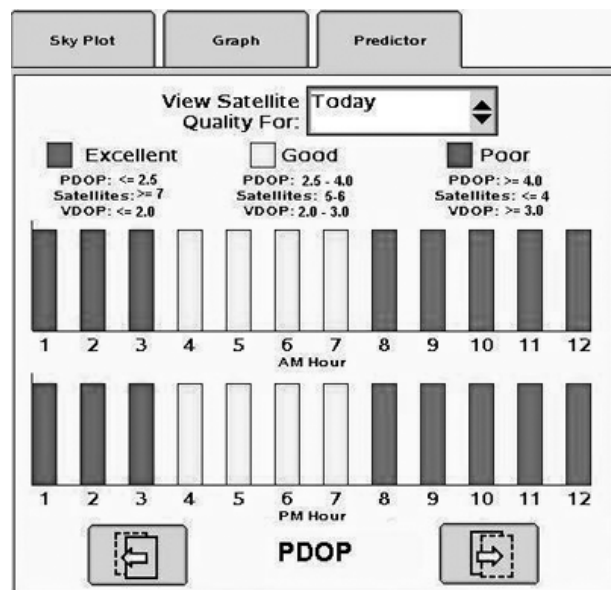 Sky Plot Graph Predictor
View Satellite Today
Quality For:
Excellent Good Poor
PDOP: <= 2.5 PDOP: 2.5 - 4.0 PDOP: >= 4.0
Satellites: >= 7 Satellites: 5-6 Satellites: <= 4
VDOP: <= 2.0 VDOP: 2.0 - 3.0 VDOP: >= 3.0
1 2 3 4 5 6 7 8 9 10 11 12
AM Hour
1 2 3 4 5 6 7 8 9 10 11 12
PM Hour
PDOP